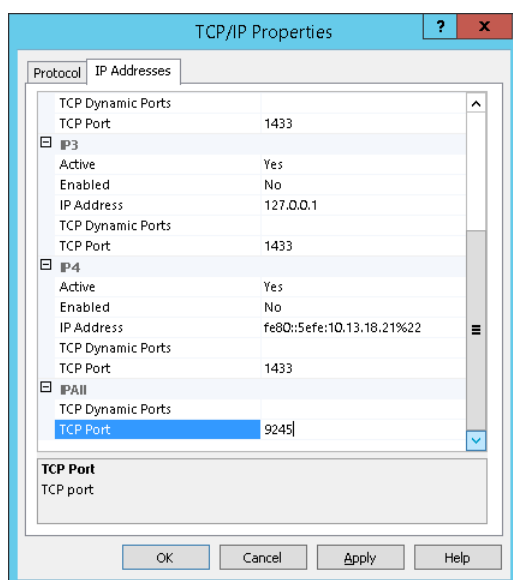 TCP/IP Properties
? x
Protocol IP Addresses
TCP Dynamic Ports
TCP Port 1433
IP3
Active Yes
Enabled No
IP Address 127.0.0.1
TCP Dynamic Ports
TCP Port 1433
IP4
Active Yes
Enabled No
IP Address fe80::5efe:10.13.18.21%22
TCP Dynamic Ports
TCP Port 1433
IPAll
TCP Dynamic Ports
TCP Port 9245
TCP Port
TCP port
OK Cancel Apply Help